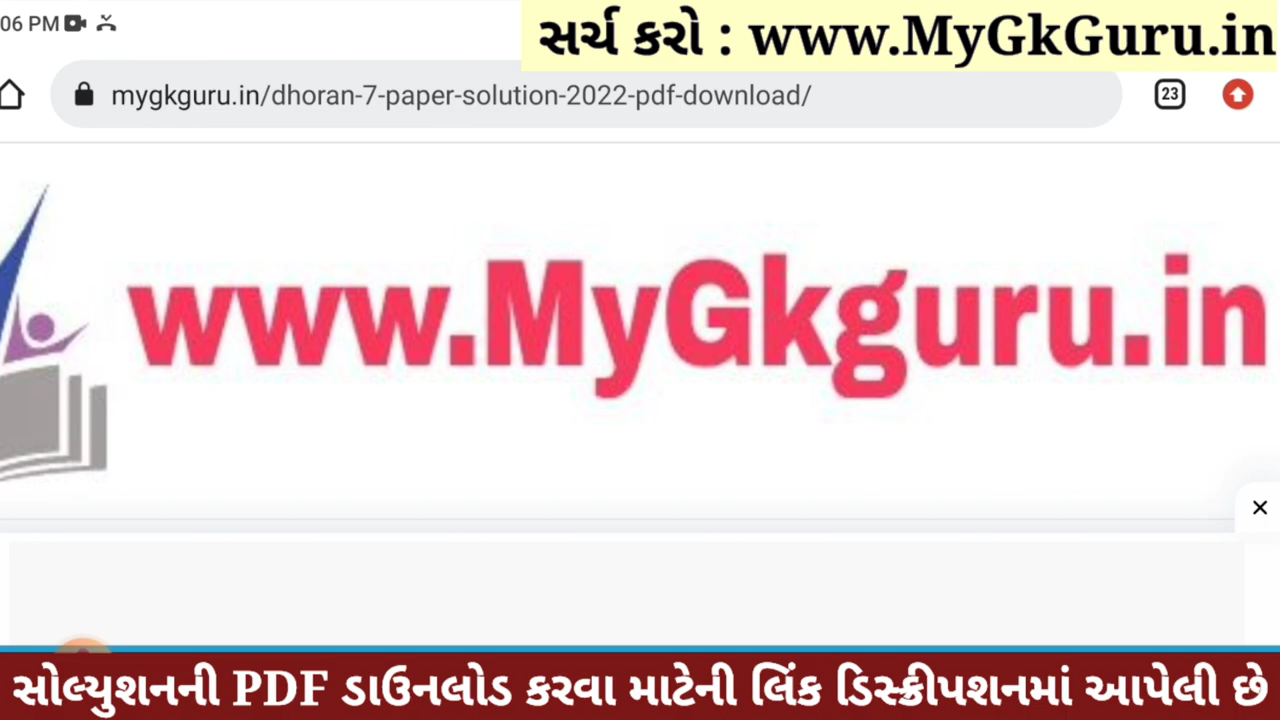 06 PM
સર્ચ કરો : www.MyGkGuru.in
mygkguru.in/dhoran-7-paper-solution-2022-pdf-download/
23
www.MyGkguru.in
સોલ્યુશનની PDF ડાઉનલોડ કરવા માટેની લિંક ડિસ્ક્રીપશનમાં આપેલી છે